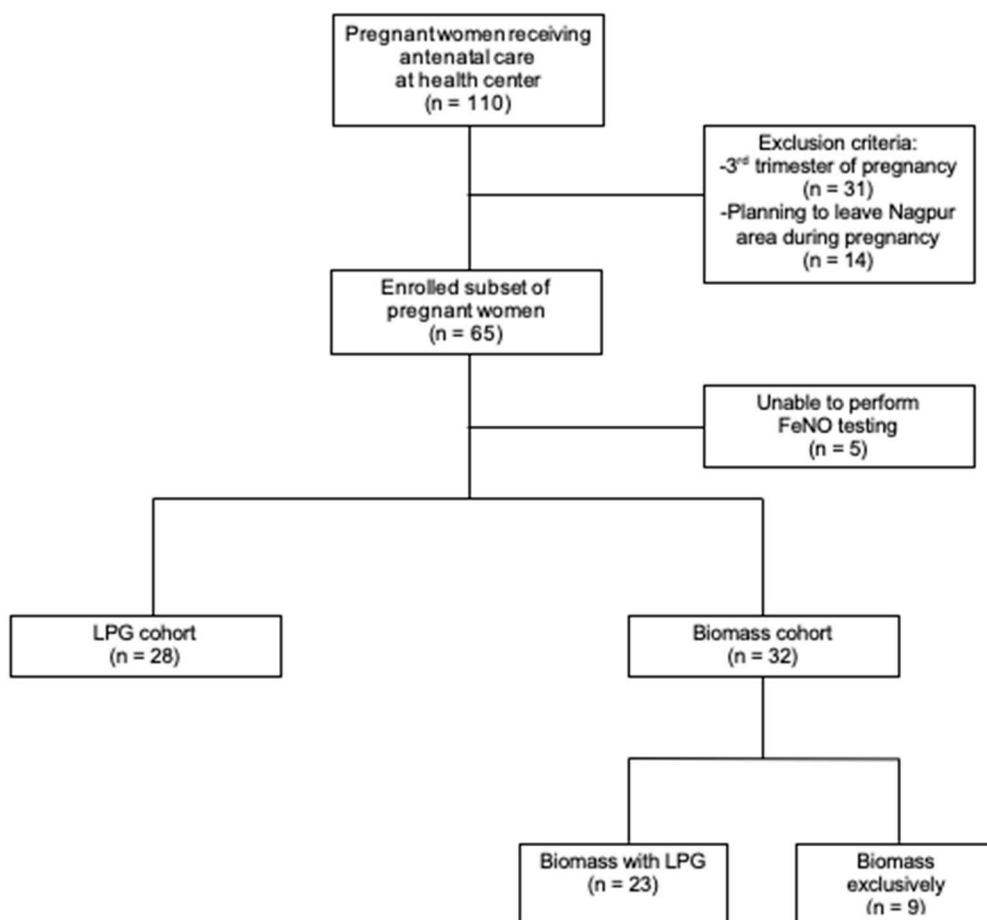 Pregnant women receiving
antenatal care
at health center
(n = 110)
Exclusion criteria:
-3rd trimester of pregnancy
(n = 31)
-Planning to leave Nagpur
area during pregnancy
(n = 14)
Enrolled subset of
pregnant women
(n = 65)
Unable to perform
FeNO testing
(n = 5)
LPG cohort
(n = 28)
Biomass cohort
(n = 32)
Biomass with LPG
(n = 23)
Biomass
exclusively
(n = 9)